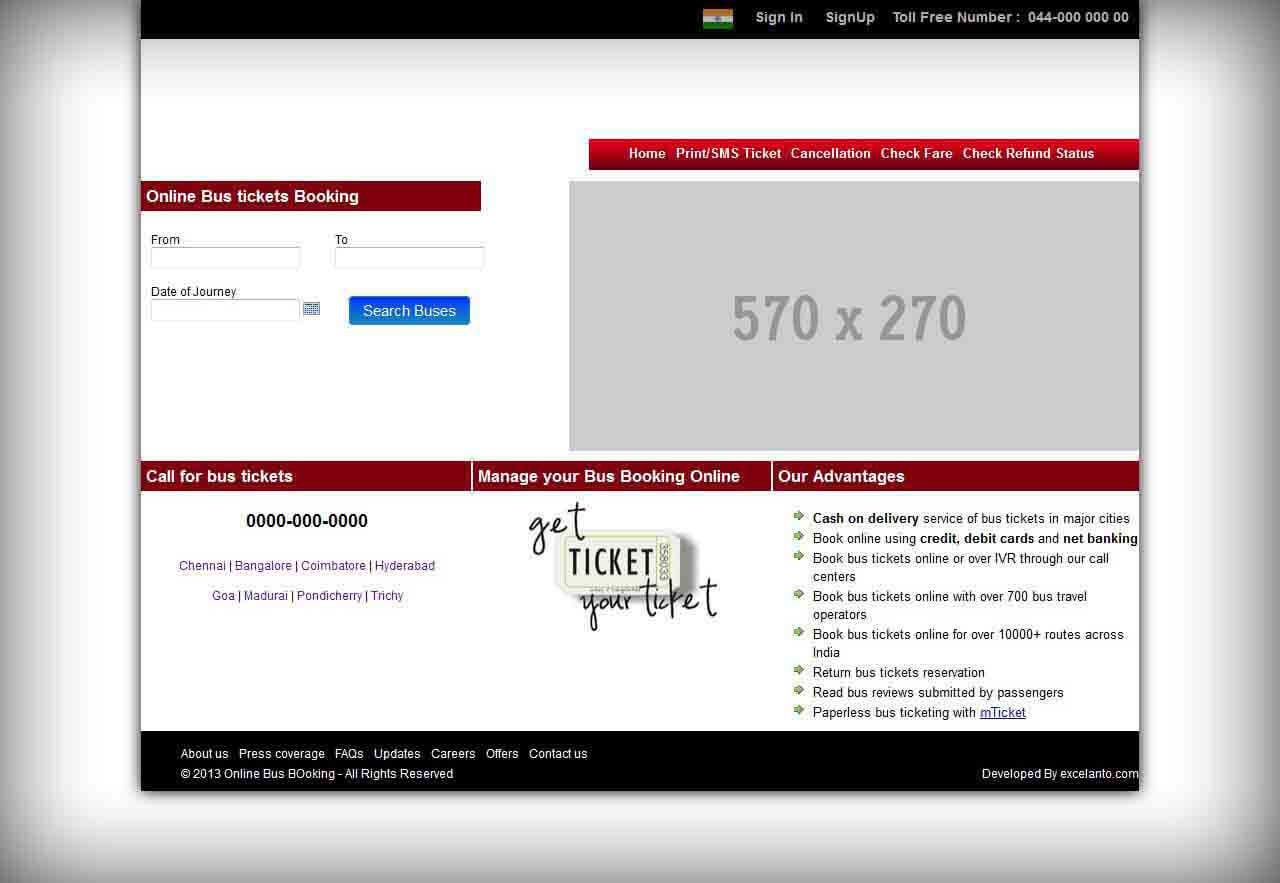 Sign In SignUp Toll Free Number : 044-000 000 00
Home Print/SMS Ticket Cancellation Check Fare Check Refund Status
Online Bus tickets Booking
From To
570 x 270
Date of Journey
Search Buses
Call for bus tickets
Manage your Bus Booking Online
Our Advantages
0000-000-0000
Chennai | Bangalore | Coimbatore | Hyderabad
Goa | Madurai | Pondicherry | Trichy
get
TICKET
358033
your ticket
Cash on delivery service of bus tickets in major cities
Book online using credit, debit cards and net banking
Book bus tickets online or over IVR through our call
centers
Book bus tickets online with over 700 bus travel
operators
Book bus tickets online for over 10000+ routes across
India
Return bus tickets reservation
Read bus reviews submitted by passengers
Paperless bus ticketing with mTicket
About us Press coverage FAQs Updates Careers Offers Contact us
© 2013 Online Bus BOoking - All Rights Reserved
Developed By excelanto.com